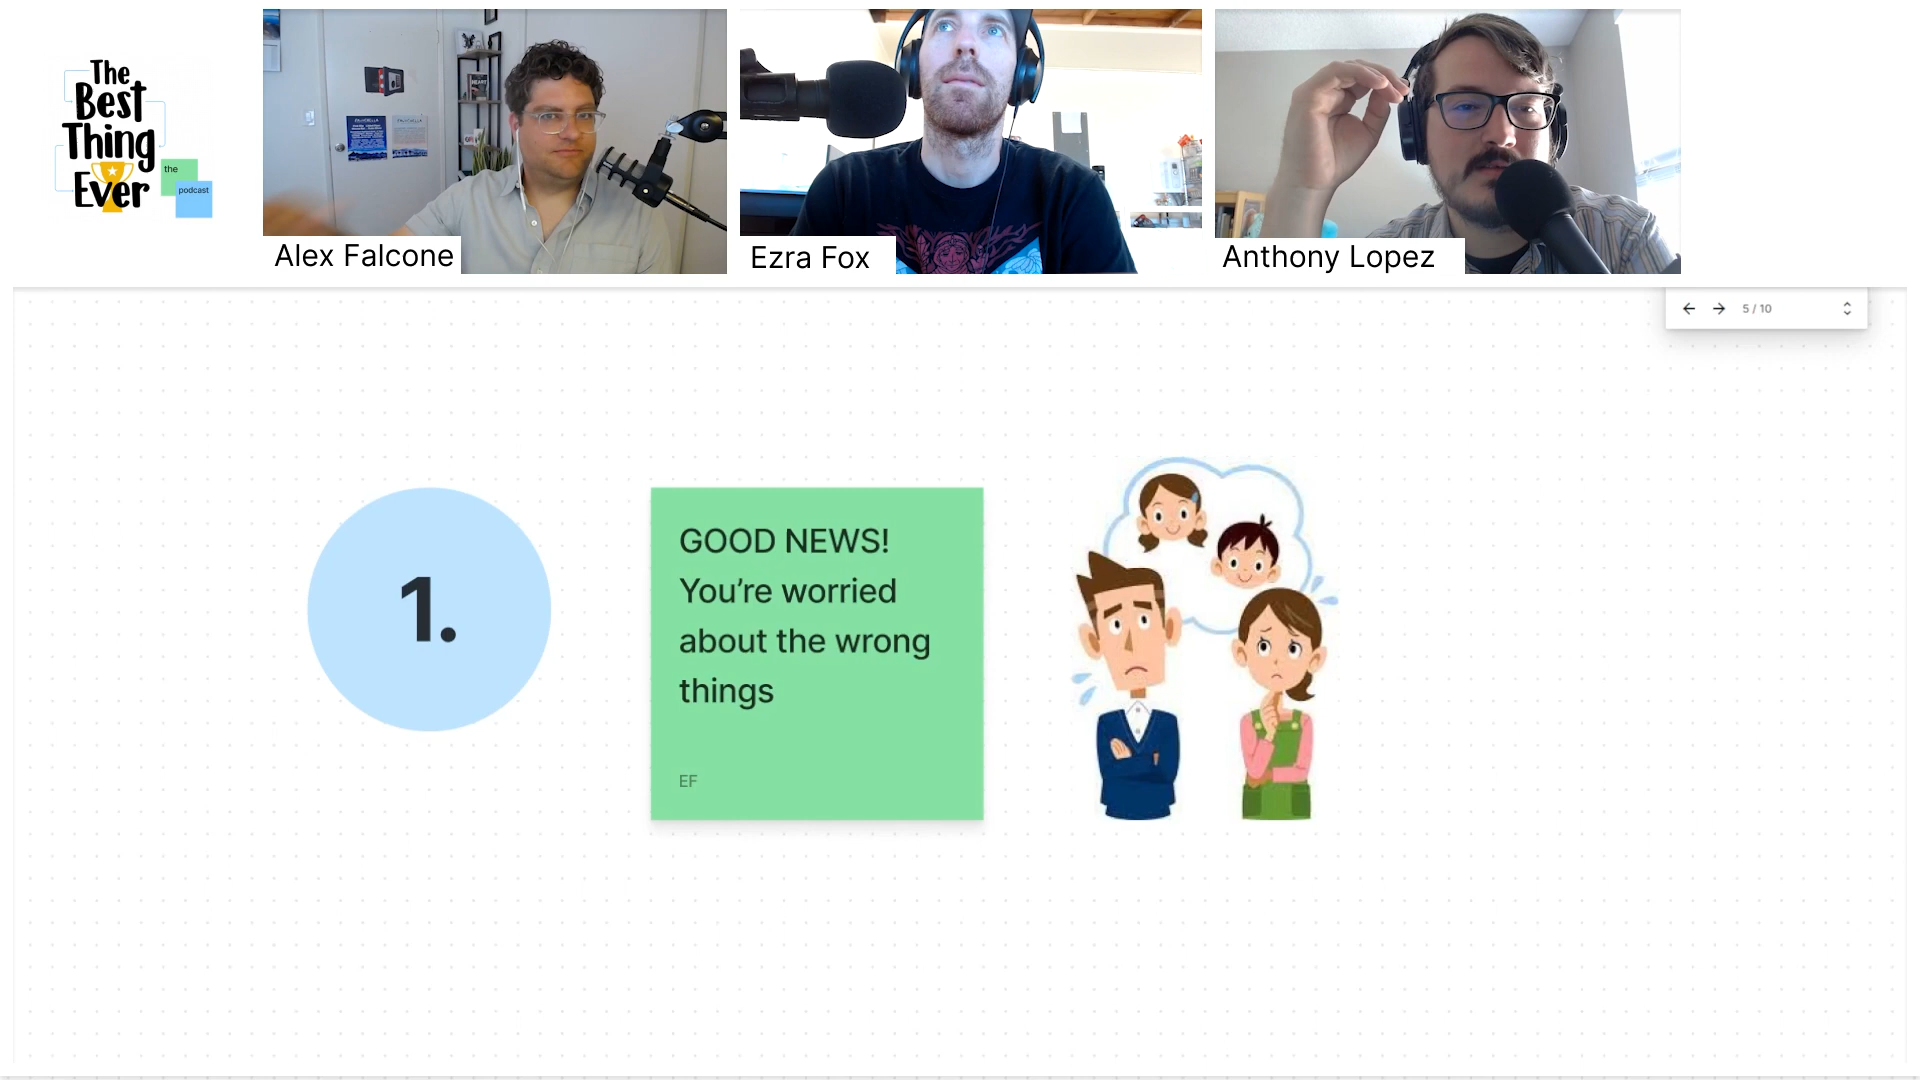 The
Best
Thing
Ever
the
podcast
Alex Falcone
Ezra Fox
Anthony Lopez
5 / 10
1.
GOOD NEWS!
You’re worried
about the wrong
things
EF